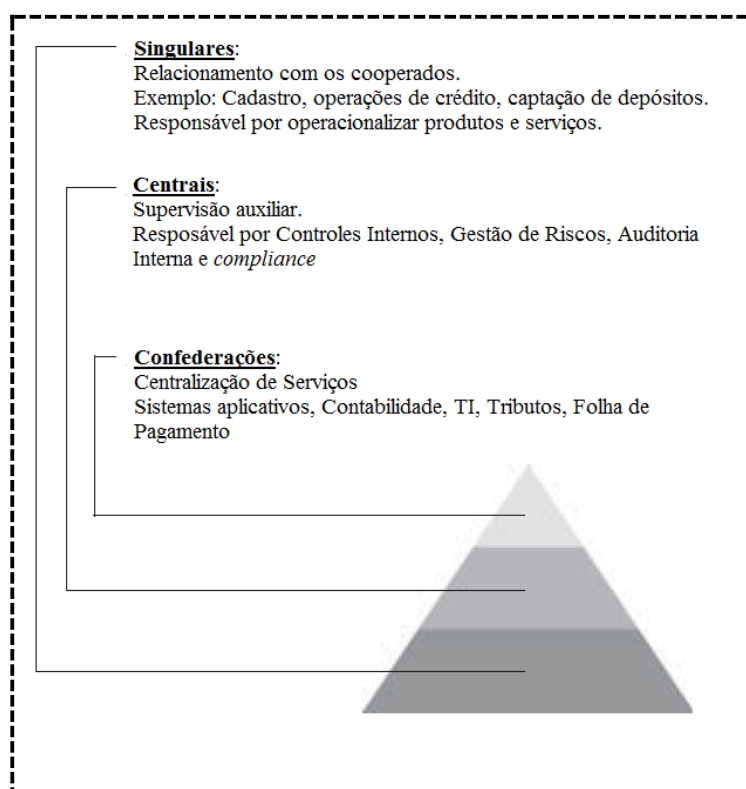 Singulares:
Relacionamento com os cooperados.
Exemplo: Cadastro, operações de crédito, captação de depósitos.
Responsável por operacionalizar produtos e serviços.
Centrais:
Supervisão auxiliar.
Resposável por Controles Internos, Gestão de Riscos, Auditoria
Interna e compliance
Confederações:
Centralização de Serviços
Sistemas aplicativos, Contabilidade, TI, Tributos, Folha de
Pagamento